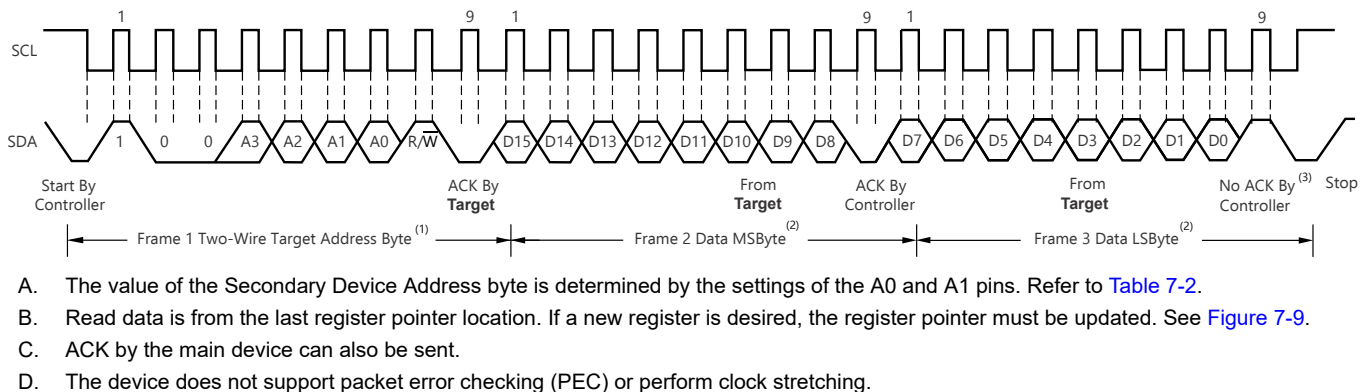 1 9 1 9 1 9
SCL
SDA 1 0 0 A3 A2 A1 A0 R/W̅ D15 D14 D13 D12 D11 D10 D9 D8 D7 D6 D5 D4 D3 D2 D1 D0
Start By Controller
ACK By Target
From Target
ACK By Controller
From Target
No ACK By (3) Controller
Stop
Frame 1 Two-Wire Target Address Byte (1)
Frame 2 Data MSByte (2)
Frame 3 Data LSByte (2)
A. The value of the Secondary Device Address byte is determined by the settings of the A0 and A1 pins. Refer to Table 7-2.
B. Read data is from the last register pointer location. If a new register is desired, the register pointer must be updated. See Figure 7-9.
C. ACK by the main device can also be sent.
D. The device does not support packet error checking (PEC) or perform clock stretching.